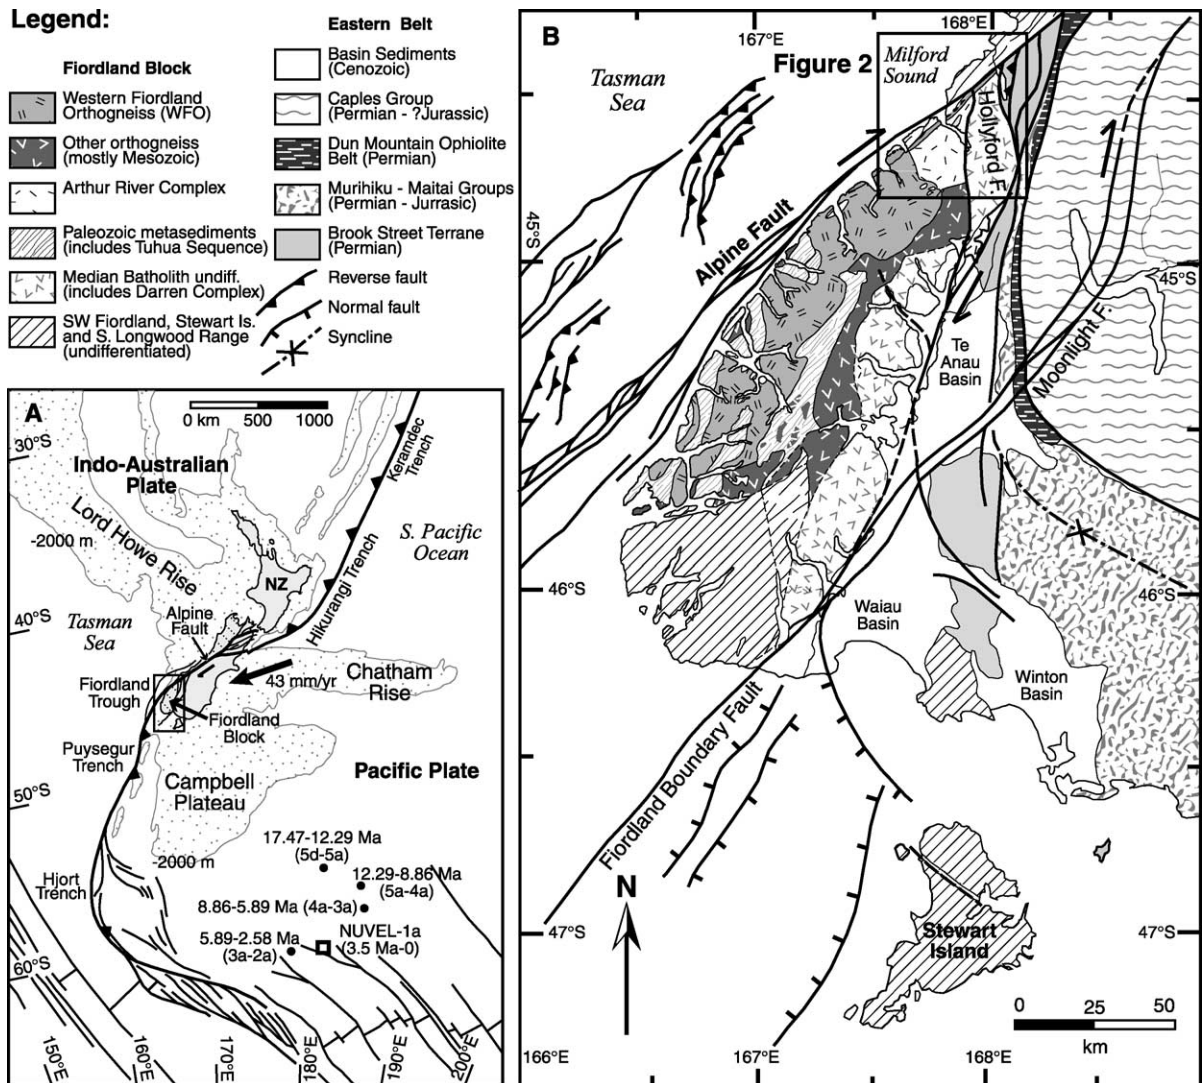 Legend:
Fiordland Block
Western Fiordland
Orthogneiss (WFO)
Other orthogneiss
(mostly Mesozoic)
Arthur River Complex
Paleozoic metasediments
(includes Tuhua Sequence)
Median Batholith undiff.
(includes Darren Complex)
SW Fiordland, Stewart Is.
and S. Longwood Range
(undifferentiated)
Eastern Belt
Basin Sediments
(Cenozoic)
Caples Group
(Permian - ?Jurassic)
Dun Mountain Ophiolite
Belt (Permian)
Murihiku - Maitai Groups
(Permian - Jurrasic)
Brook Street Terrane
(Permian)
Reverse fault
Normal fault
Syncline
A
0 km 500 1000
30°S
40°S
50°S
60°S
Indo-Australian
Plate
Lord Howe Rise
-2000 m
Kermadec
Trench
S. Pacific
Ocean
NZ
Hikurangi Trench
Tasman
Sea
Alpine
Fault
43 mm/yr
Chatham
Rise
Fiordland
Trough
Fiordland
Block
Puysegur
Trench
Campbell
Plateau
Pacific Plate
-2000 m
17.47-12.29 Ma
(5d-5a)
12.29-8.86 Ma
(5a-4a)
8.86-5.89 Ma (4a-3a)
5.89-2.58 Ma
(3a-2a)
NUVEL-1a
(3.5 Ma-0)
Hjort
Trench
150°E
160°E
170°E
180°E
190°E
200°E
B
167°E
168°E
Figure 2
Milford
Sound
Tasman
Sea
Hollyford F.
Alpine Fault
45°S
45°S
Te
Anau
Basin
Moonlight F.
46°S
46°S
Waiau
Basin
Winton
Basin
Fiordland Boundary Fault
N
47°S
47°S
Stewart
Island
0 25 50
km
166°E
167°E
168°E